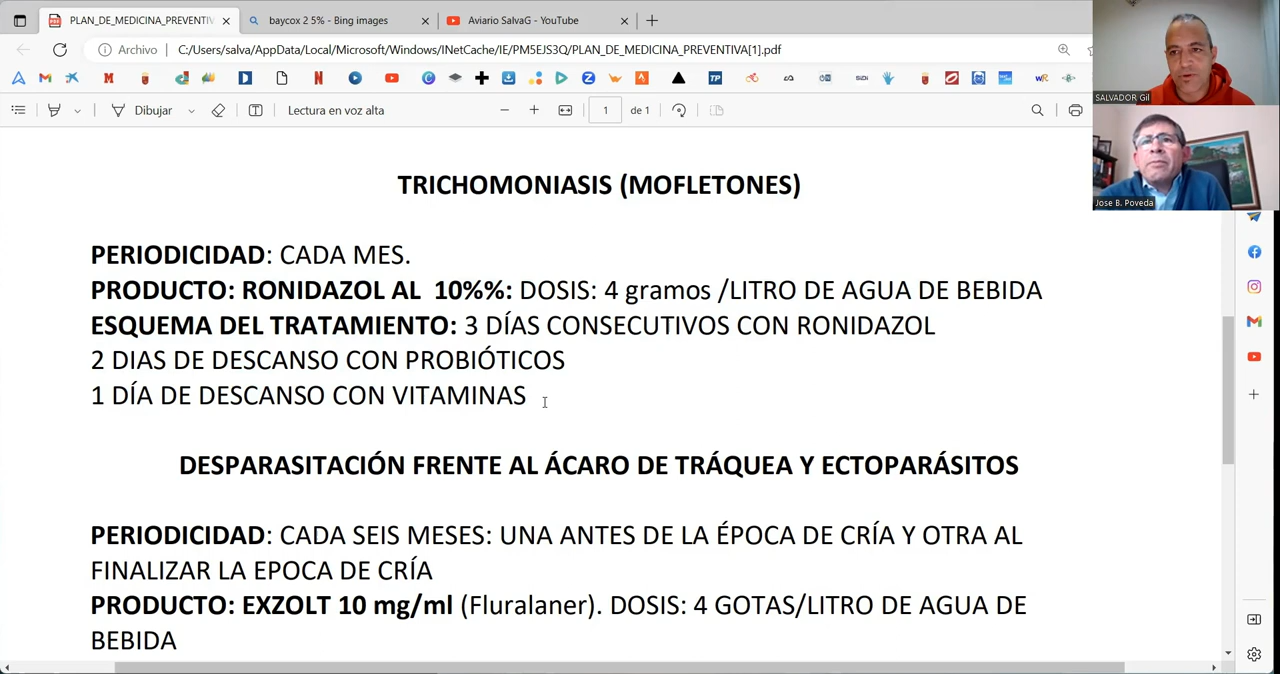 PLAN_DE_MEDICINA_PREVENTIV
baycox 2 5% - Bing images
Aviario SalvaG - YouTube
Archivo
C:/Users/salva/AppData/Local/Microsoft/Windows/INetCache/IE/PM5EJS3Q/PLAN_DE_MEDICINA_PREVENTIVA[1].pdf
Dibujar
Lectura en voz alta
1
de 1
SALVADOR Gil
Jose B. Poveda
TRICHOMONIASIS (MOFLETONES)
PERIODICIDAD: CADA MES.
PRODUCTO: RONIDAZOL AL 10%%: DOSIS: 4 gramos /LITRO DE AGUA DE BEBIDA
ESQUEMA DEL TRATAMIENTO: 3 DÍAS CONSECUTIVOS CON RONIDAZOL
2 DIAS DE DESCANSO CON PROBIÓTICOS
1 DÍA DE DESCANSO CON VITAMINAS
DESPARASITACIÓN FRENTE AL ÁCARO DE TRÁQUEA Y ECTOPARÁSITOS
PERIODICIDAD: CADA SEIS MESES: UNA ANTES DE LA ÉPOCA DE CRÍA Y OTRA AL
FINALIZAR LA EPOCA DE CRÍA
PRODUCTO: EXZOLT 10 mg/ml (Fluralaner). DOSIS: 4 GOTAS/LITRO DE AGUA DE
BEBIDA